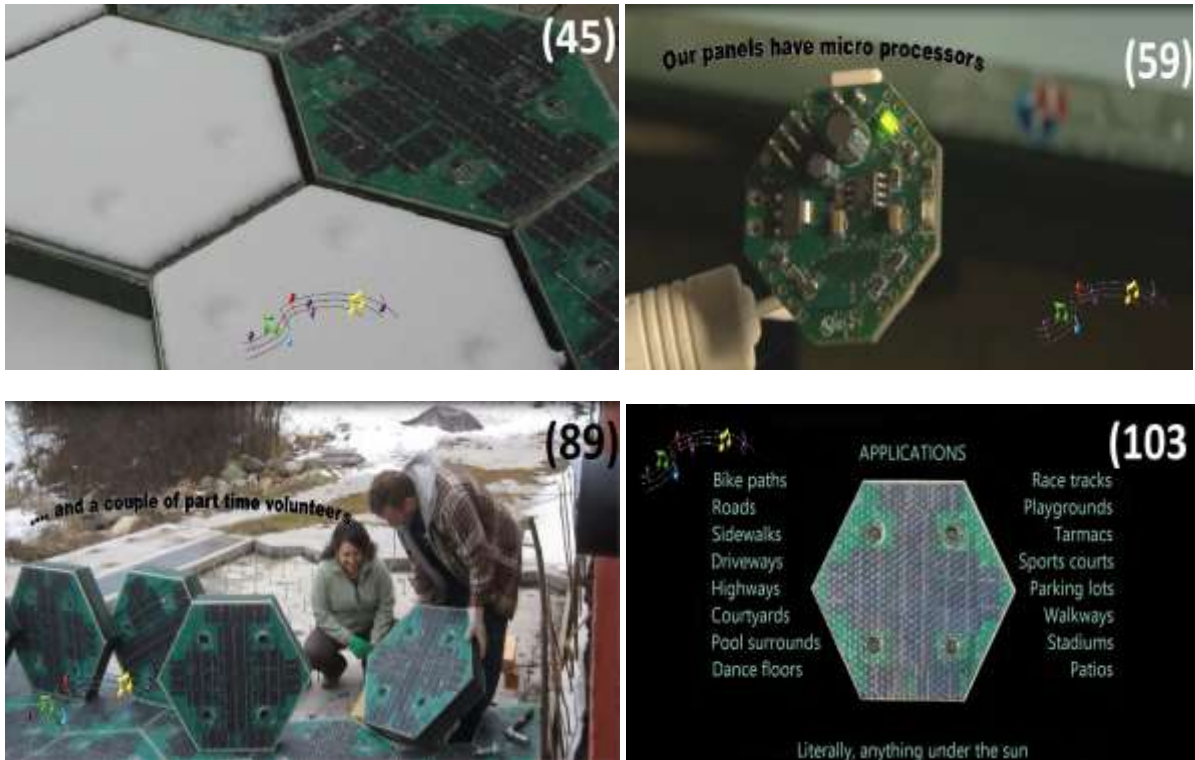 (45)
Our panels have micro processors
(59)
(89)
.... and a couple of part time volunteers
(103
APPLICATIONS
Bike paths
Roads
Sidewalks
Driveways
Highways
Courtyards
Pool surrounds
Dance floors
Race tracks
Playgrounds
Tarmacs
Sports courts
Parking lots
Walkways
Stadiums
Patios
Literally, anything under the sun